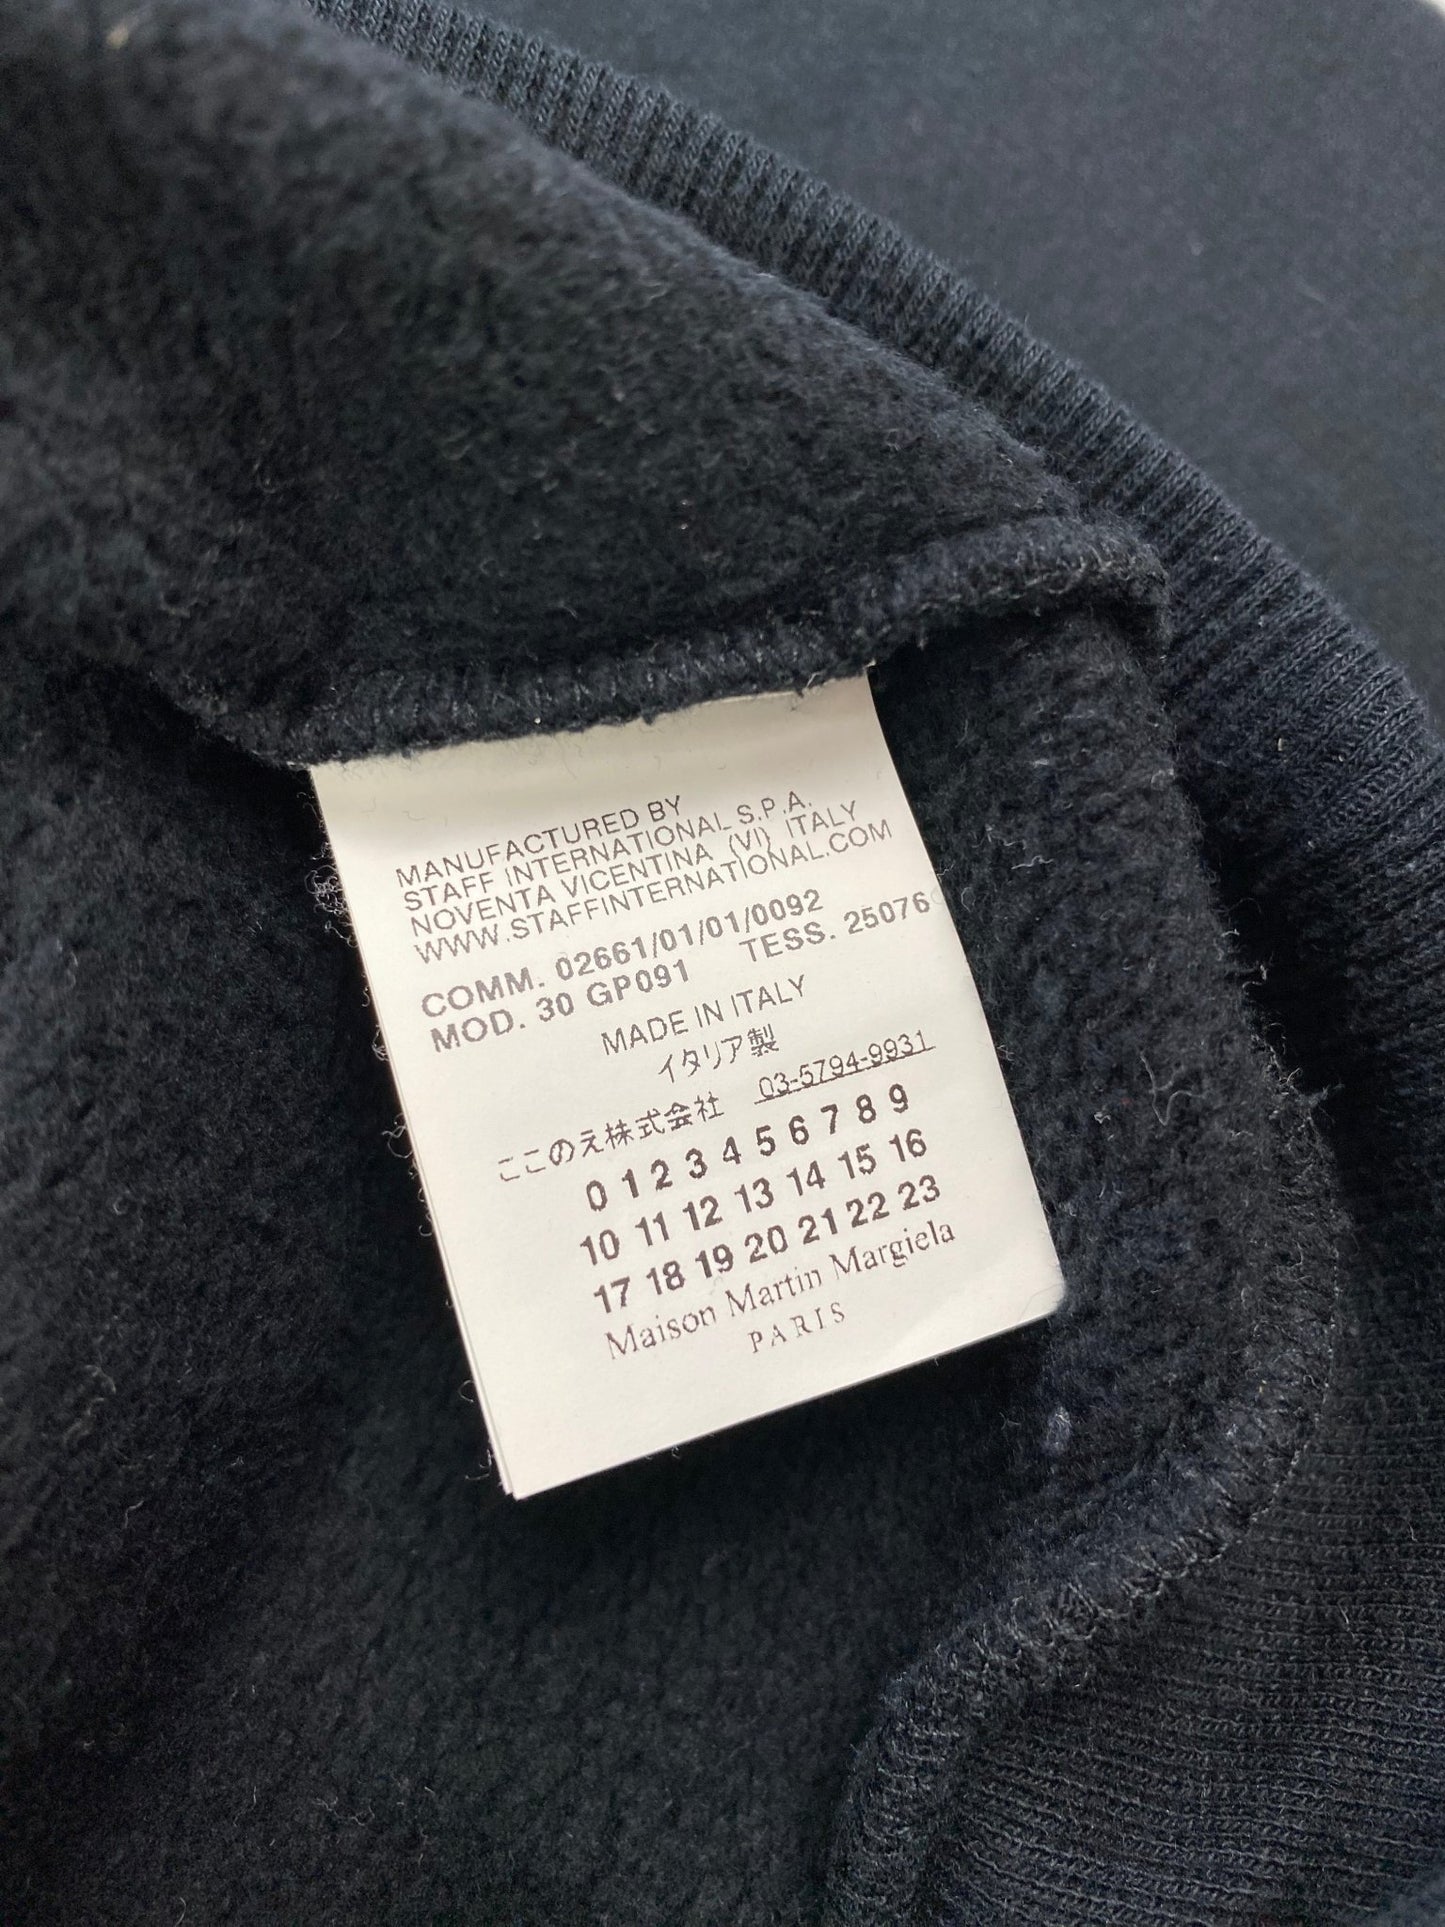 MANUFACTURED BY
STAFF INTERNATIONAL S.P.A.
NOVENTA VICENTINA (VI) ITALY
WWW.STAFFINTERNATIONAL.COM
COMM. 02661/01/01/0092
MOD. 30 GP091 TESS. 25076
MADE IN ITALY
イタリア製
ここのえ株式会社 03-5794-9931
0 1 2 3 4 5 6 7 8 9
10 11 12 13 14 15 16
17 18 19 20 21 22 23
Maison Martin Margiela
PARIS